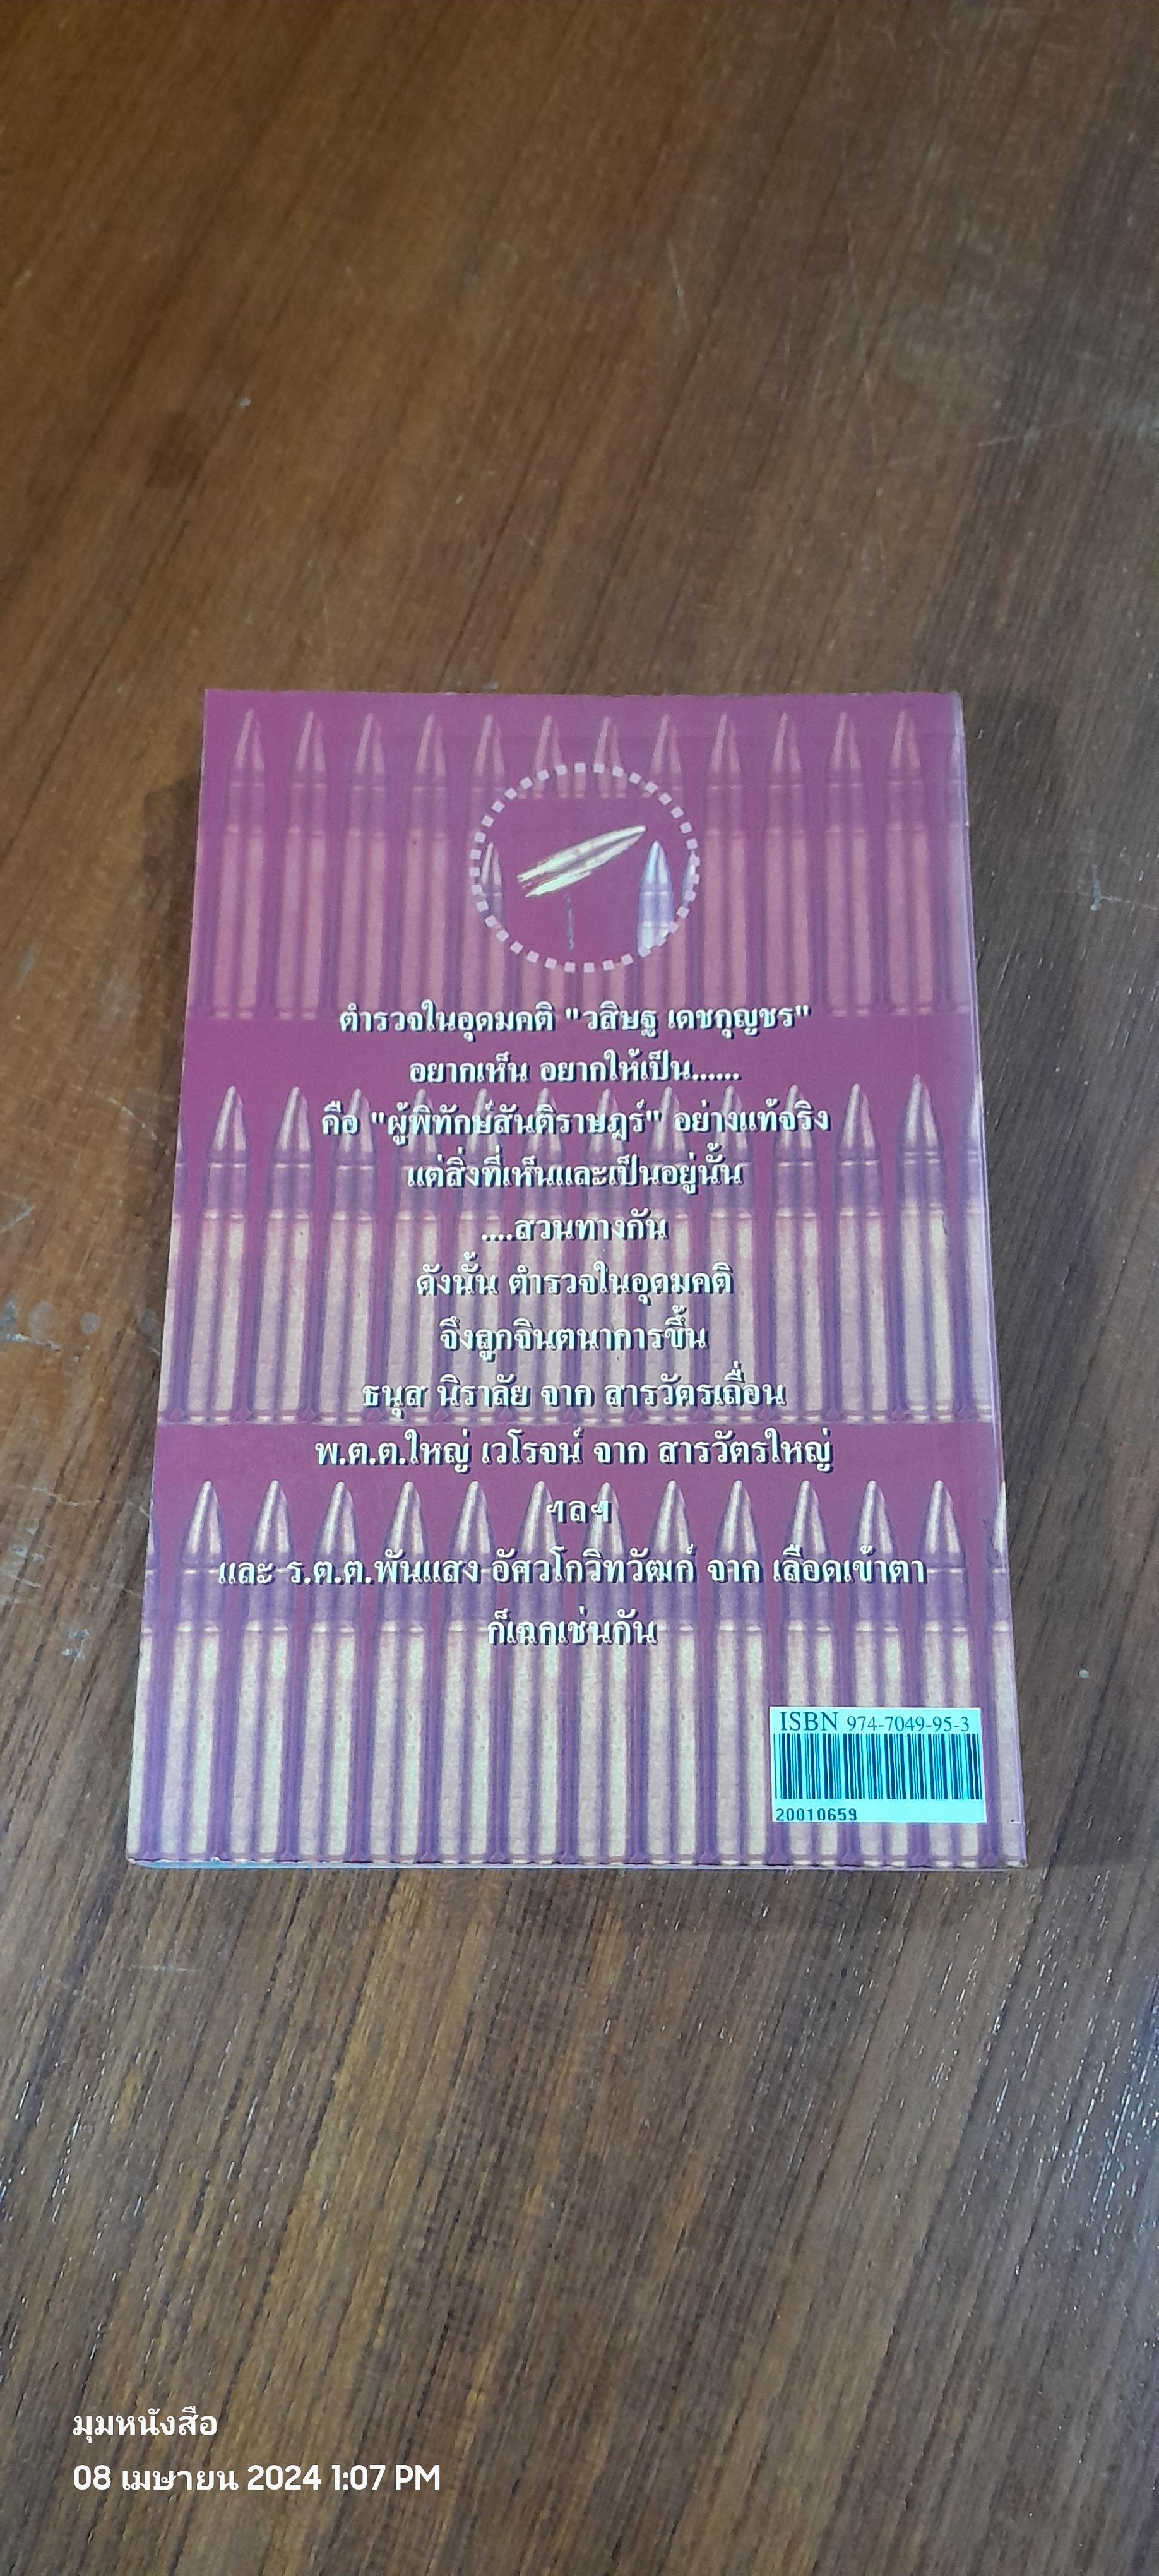 ตำรวจในอุดมคติ "วสิษฐ เดชกุญชร"
อยากเห็น อยากให้เป็น......
คือ "ผู้พิทักษ์สันติราษฎร์" อย่างแท้จริง
แต่สิ่งที่เห็นและเป็นอยู่นั้น
....สวนทางกัน
ดังนั้น ตำรวจในอุดมคติ
จึงถูกจินตนาการขึ้น
ธนุส นิราลัย จาก สารวัตรเถื่อน
พ.ต.ต.ใหญ่ เวโรจน์ จาก สารวัตรใหญ่
ฯลฯ
และ ร.ต.ต.พันแสง อัศวโกวิทวัฒก์ จาก เลือดเข้าตา
ก็เฉกเช่นกัน
ISBN 974-7049-95-3
20010659
มุมหนังสือ
08 เมษายน 2024 1:07 PM